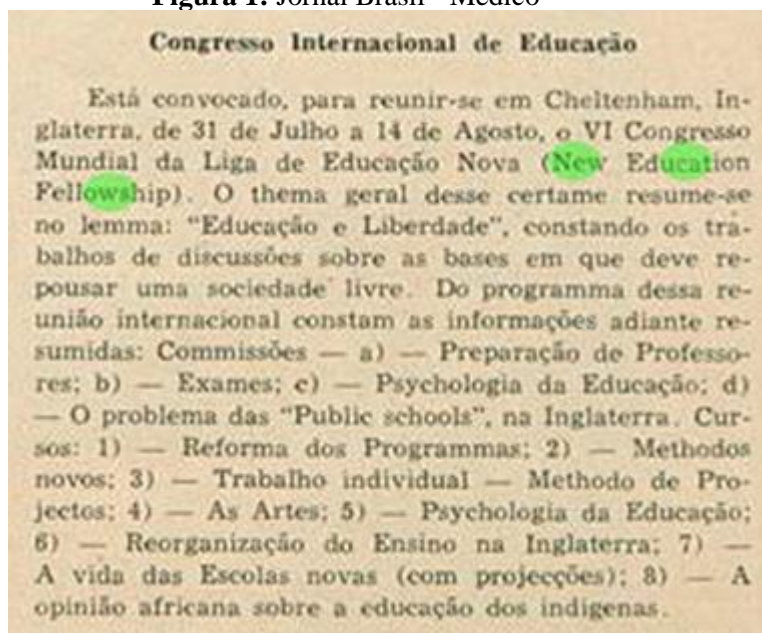 Figura 1: Jornal Brasil - Médico
Congresso Internacional de Educação
Está convocado, para reunir-se em Cheltenham, In-
glaterra, de 31 de Julho a 14 de Agosto, o VI Congresso
Mundial da Liga de Educação Nova (New Education
Fellowship). O thema geral desse certame resume-se
no lemma: "Educação e Liberdade", constando os tra-
balhos de discussões sobre as bases em que deve re-
pousar uma sociedade livre. Do programma dessa re-
união internacional constam as informações adiante re-
sumidas: Commissões — a) — Preparação de Professo-
res; b) — Exames; c) — Psychologia da Educação; d)
— O problema das "Public schools", na Inglaterra. Cur-
sos: 1) — Reforma dos Programmas; 2) — Methodos
novos; 3) — Trabalho individual — Methodo de Pro-
jectos; 4) — As Artes; 5) — Psychologia da Educação;
6) — Reorganização do Ensino na Inglaterra; 7) —
A vida das Escolas novas (com projecções); 8) — A
opinião africana sobre a educação dos indigenas.